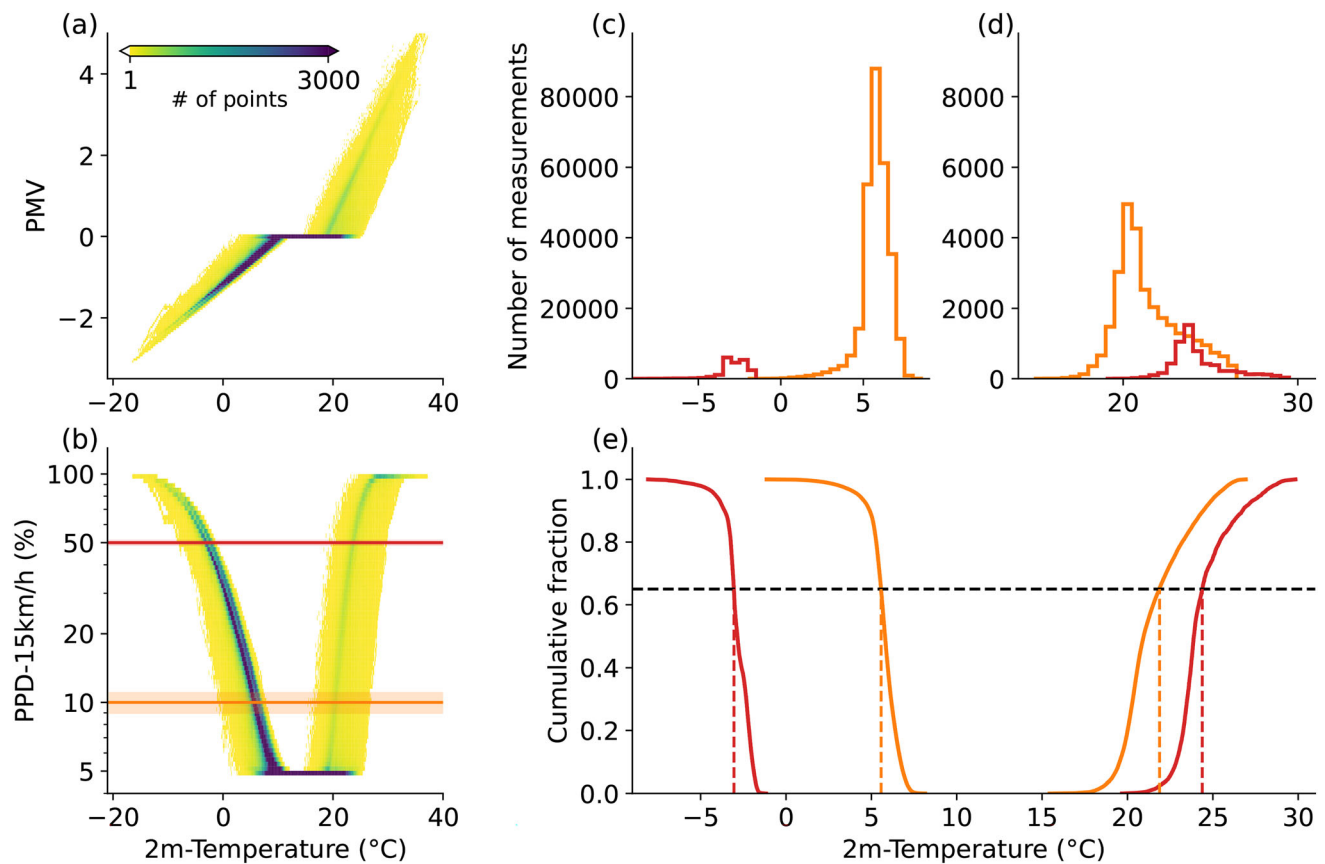 (a)
1 3000
# of points
4
2
0
−2
PMV
−20 0 20 40
(c)
80000
60000
40000
20000
0
Number of measurements
−5 0 5
(d)
8000
6000
4000
2000
0
20 30
(b)
100
50
20
10
5
PPD-15km/h (%)
−20 0 20 40
2m-Temperature (°C)
(e)
1.0
0.8
0.6
0.4
0.2
0.0
Cumulative fraction
−5 0 5 10 15 20 25 30
2m-Temperature (°C)